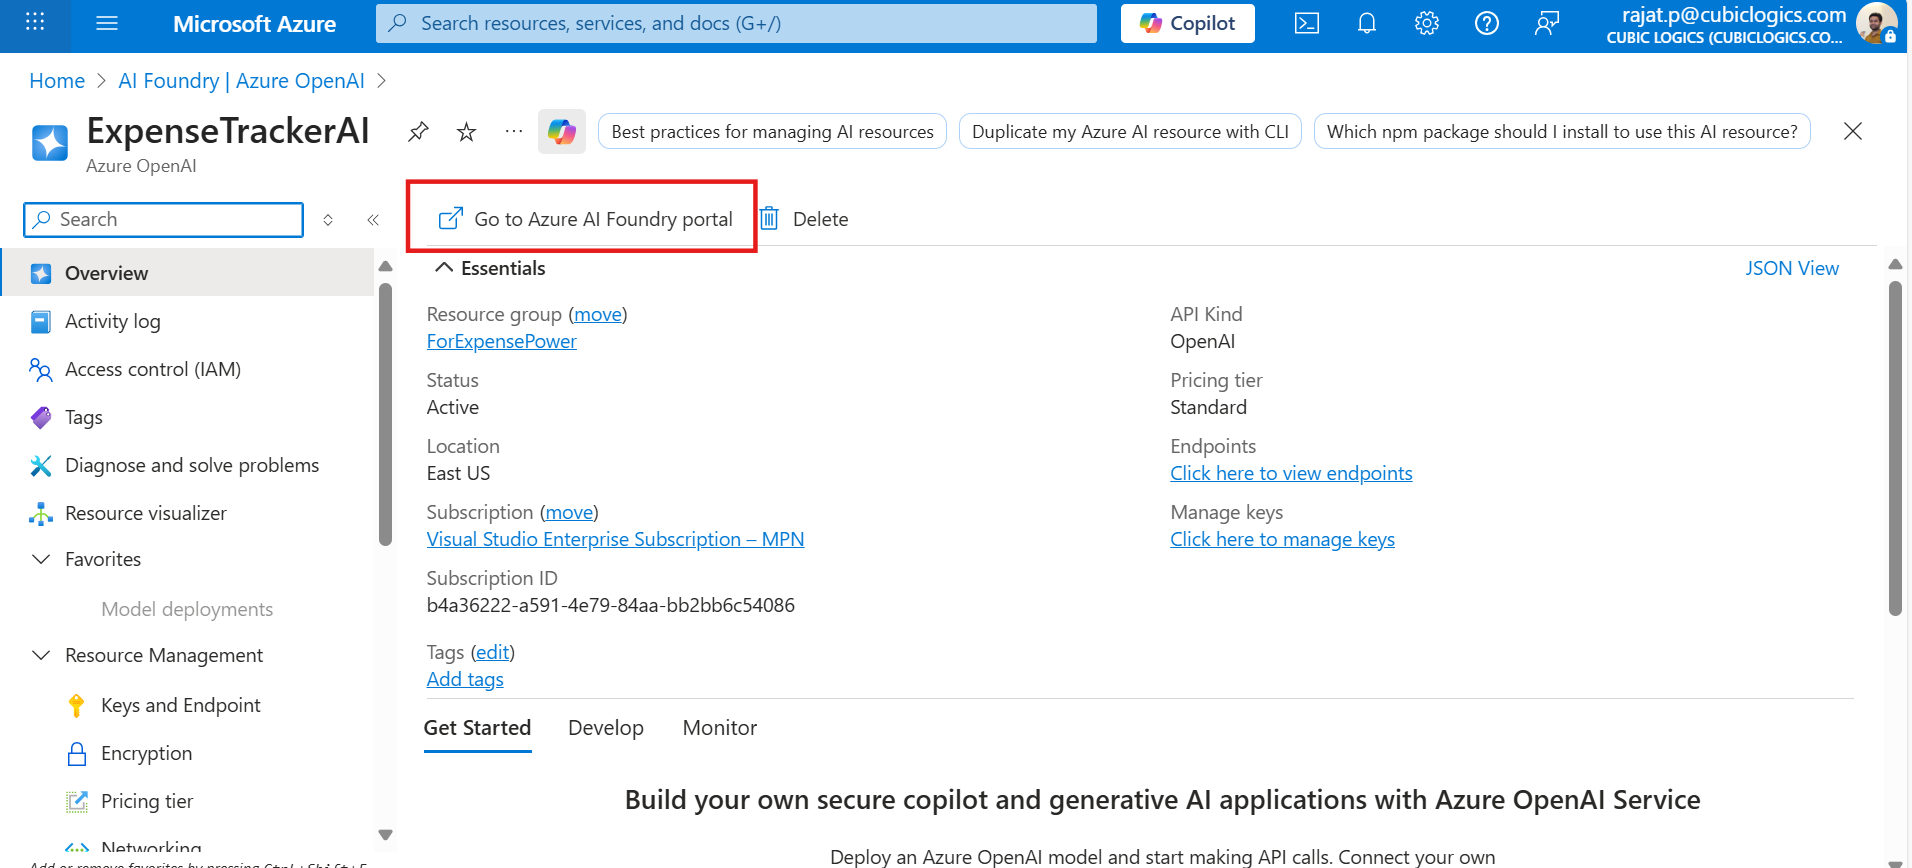 Microsoft Azure
Search resources, services, and docs (G+/)
Copilot
rajat.p@cubiclogics.com
CUBIC LOGICS (CUBICLOGICS.CO...
Home > AI Foundry | Azure OpenAI >
ExpenseTrackerAI
Azure OpenAI
...
Best practices for managing AI resources
Duplicate my Azure AI resource with CLI
Which npm package should I install to use this AI resource?
Search
Overview
Activity log
Access control (IAM)
Tags
Diagnose and solve problems
Resource visualizer
Favorites
Model deployments
Resource Management
Keys and Endpoint
Encryption
Pricing tier
Networking
Add or remove favorites by pressing Ctrl+Shift+F
Go to Azure AI Foundry portal
Delete
Essentials
JSON View
Resource group (move)
ForExpensePower
Status
Active
Location
East US
Subscription (move)
Visual Studio Enterprise Subscription – MPN
Subscription ID
b4a36222-a591-4e79-84aa-bb2bb6c54086
Tags (edit)
Add tags
API Kind
OpenAI
Pricing tier
Standard
Endpoints
Click here to view endpoints
Manage keys
Click here to manage keys
Get Started
Develop
Monitor
Build your own secure copilot and generative AI applications with Azure OpenAI Service
Deploy an Azure OpenAI model and start making API calls. Connect your own